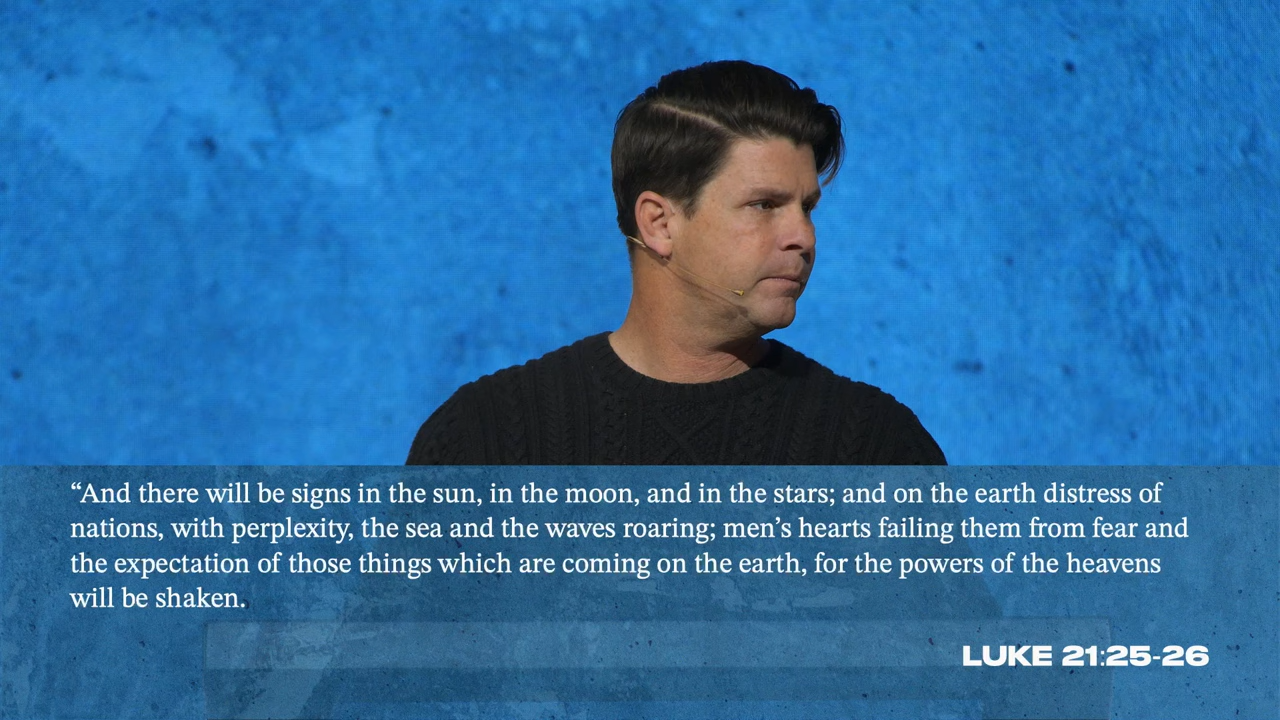 “And there will be signs in the sun, in the moon, and in the stars; and on the earth distress of
nations, with perplexity, the sea and the waves roaring; men’s hearts failing them from fear and
the expectation of those things which are coming on the earth, for the powers of the heavens
will be shaken.
LUKE 21:25-26